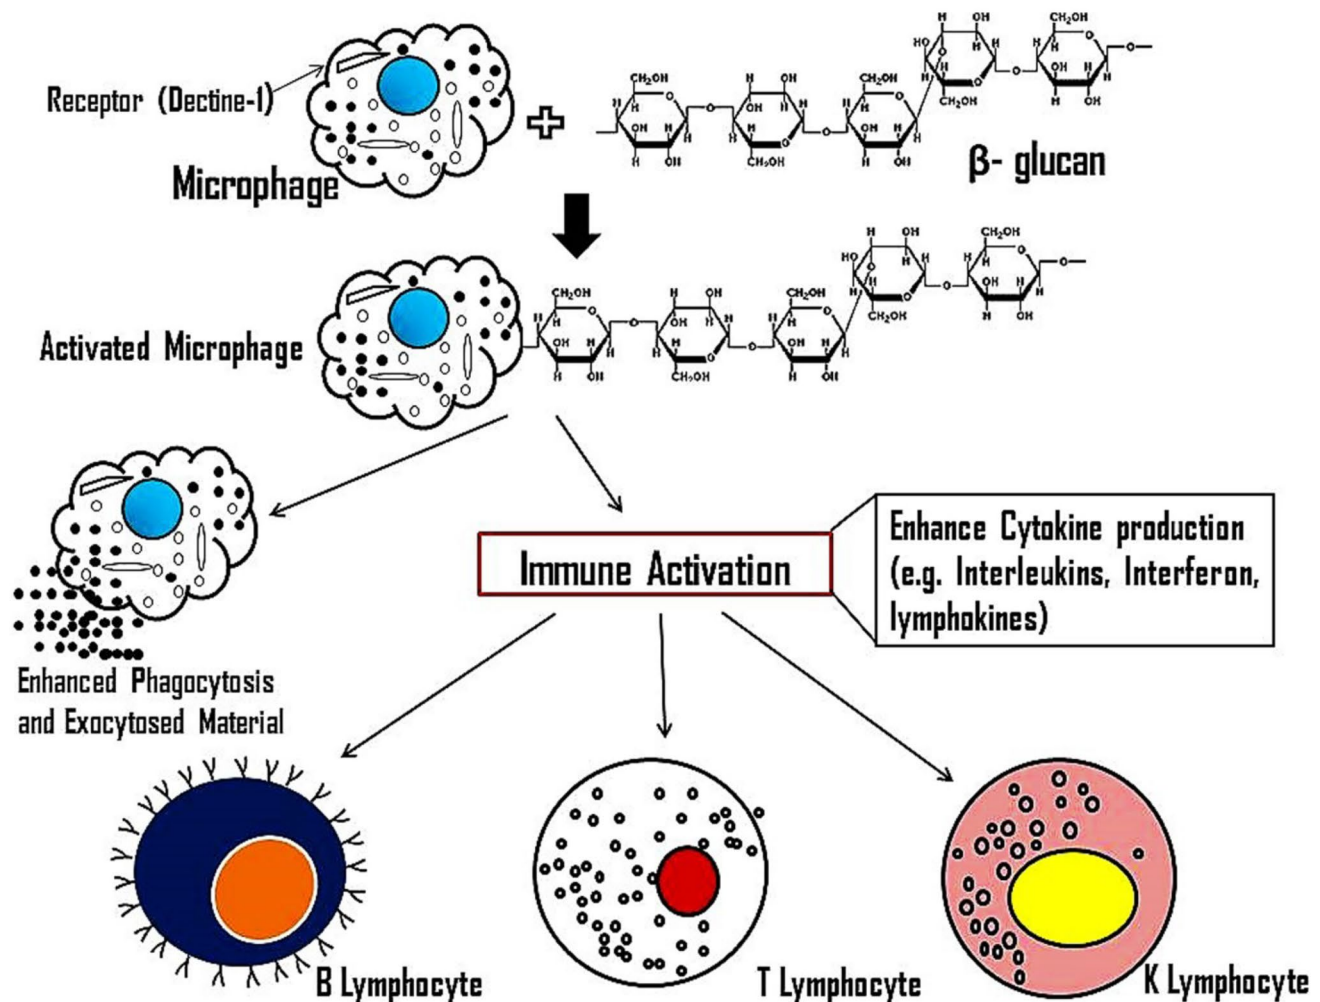 Receptor (Dectine-1)
Microphage
β- glucan
Activated Microphage
Enhanced Phagocytosis
and Exocytosed Material
Immune Activation
Enhance Cytokine production
(e.g. Interleukins, Interferon,
lymphokines)
B Lymphocyte
T Lymphocyte
K Lymphocyte